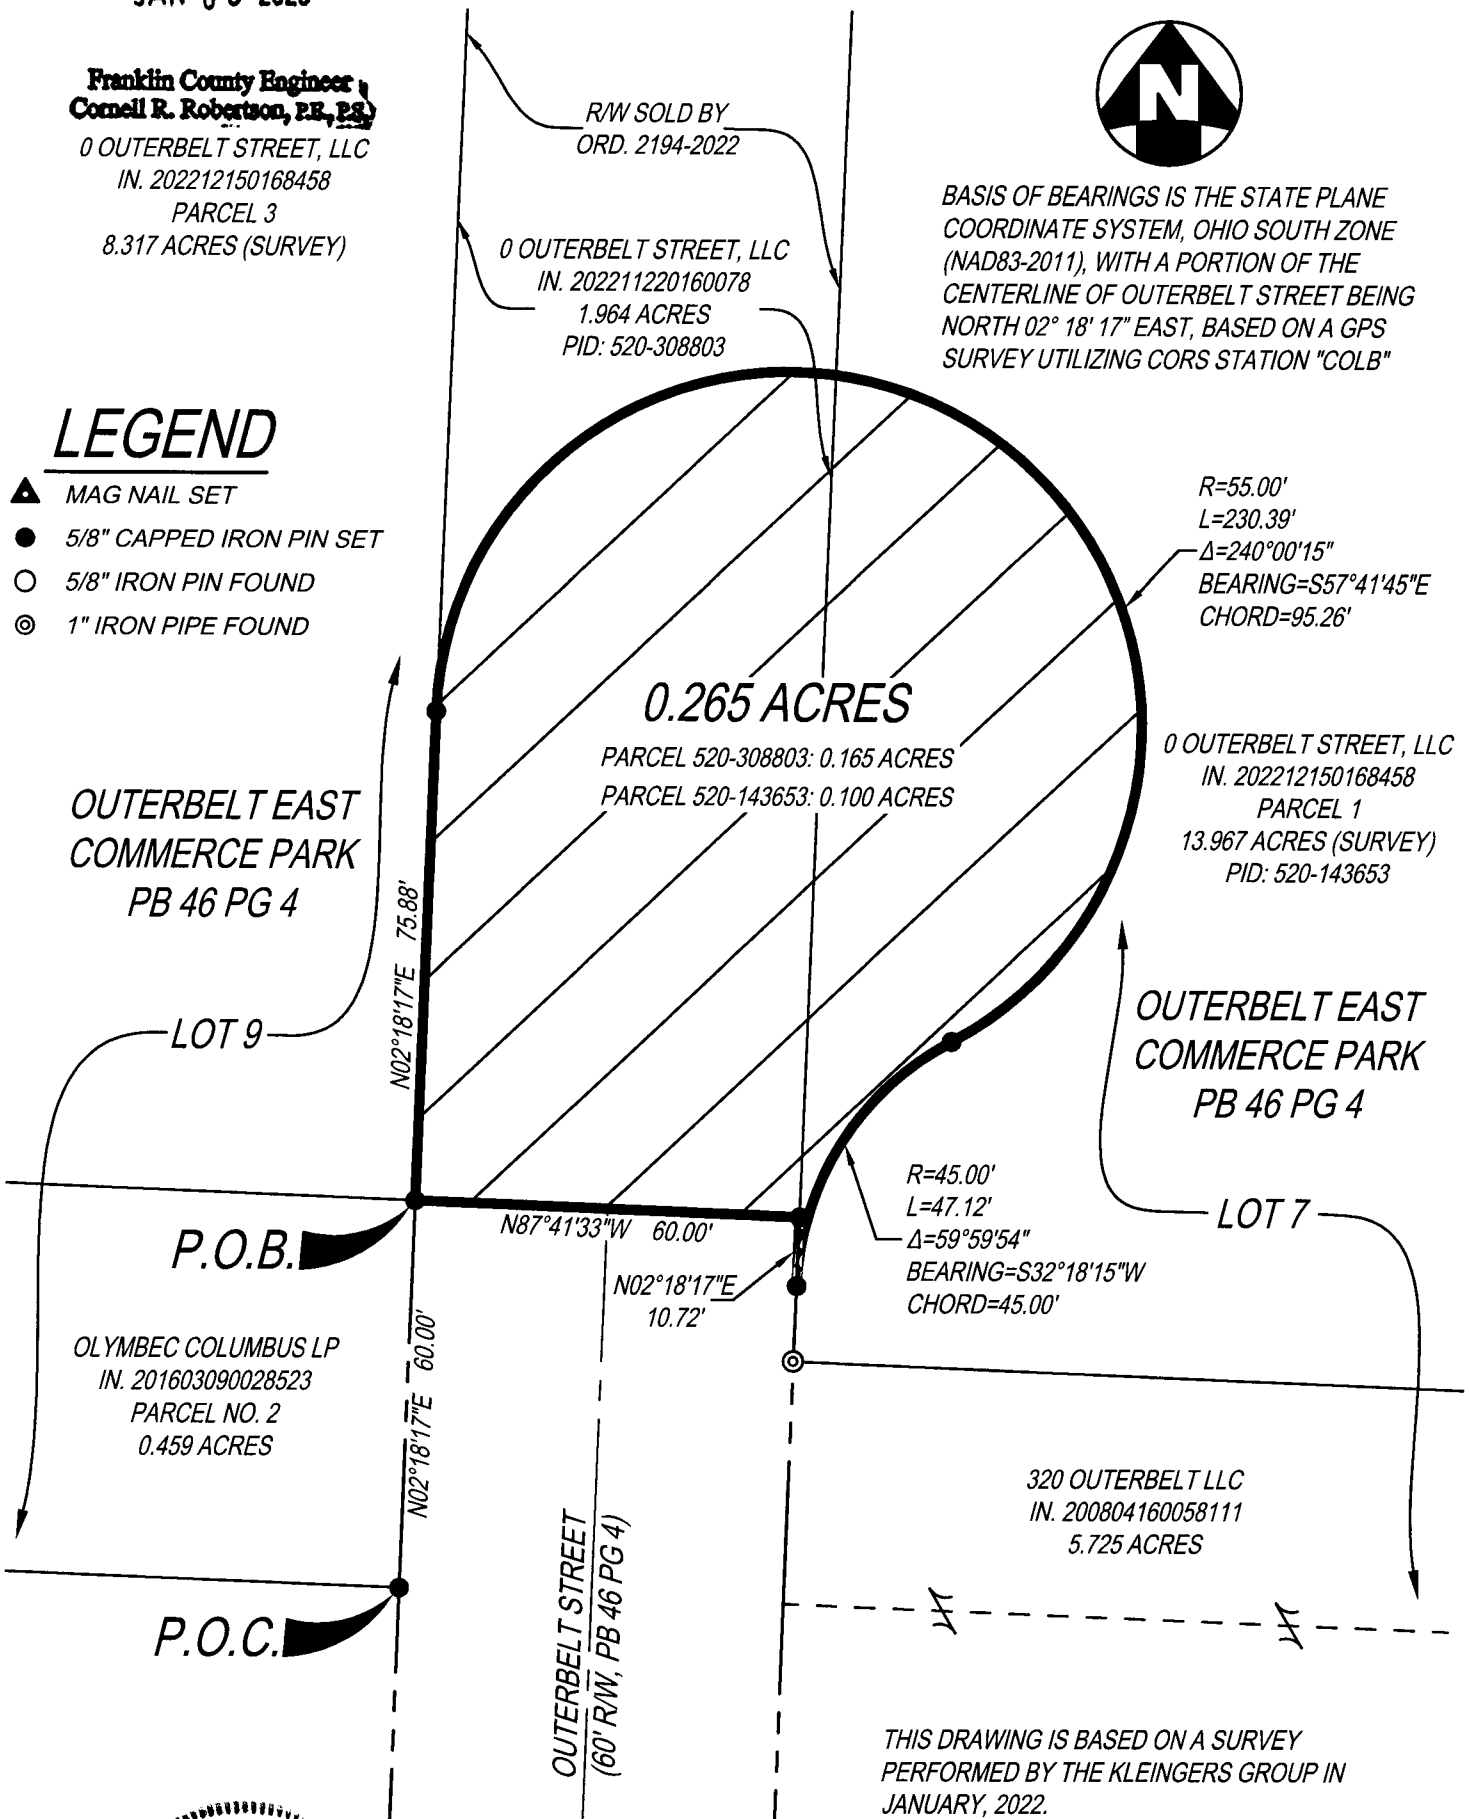 Franklin County Engineer
Cornell R. Robertson, P.E., P.S.
0 OUTERBELT STREET, LLC
IN. 202212150168458
PARCEL 3
8.317 ACRES (SURVEY)
R/W SOLD BY
ORD. 2194-2022
0 OUTERBELT STREET, LLC
IN. 202211220160078
1.964 ACRES
PID: 520-308803
N
BASIS OF BEARINGS IS THE STATE PLANE
COORDINATE SYSTEM, OHIO SOUTH ZONE
(NAD83-2011), WITH A PORTION OF THE
CENTERLINE OF OUTERBELT STREET BEING
NORTH 02° 18' 17" EAST, BASED ON A GPS
SURVEY UTILIZING CORS STATION "COLB"
LEGEND
MAG NAIL SET
5/8" CAPPED IRON PIN SET
5/8" IRON PIN FOUND
1" IRON PIPE FOUND
R=55.00'
L=230.39'
Δ=240°00'15"
BEARING=S57°41'45"E
CHORD=95.26'
0.265 ACRES
PARCEL 520-308803: 0.165 ACRES
PARCEL 520-143653: 0.100 ACRES
0 OUTERBELT STREET, LLC
IN. 202212150168458
PARCEL 1
13.967 ACRES (SURVEY)
PID: 520-143653
OUTERBELT EAST
COMMERCE PARK
PB 46 PG 4
N02°18'17"E 75.88'
LOT 9
OUTERBELT EAST
COMMERCE PARK
PB 46 PG 4
R=45.00'
L=47.12'
Δ=59°59'54"
BEARING=S32°18'15"W
CHORD=45.00'
LOT 7
P.O.B.
N87°41'33"W 60.00'
N02°18'17"E
10.72'
OLYMBEC COLUMBUS LP
IN. 201603090028523
PARCEL NO. 2
0.459 ACRES
N02°18'17"E 60.00'
320 OUTERBELT LLC
IN. 200804160058111
5.725 ACRES
P.O.C.
OUTERBELT STREET
(60' R/W, PB 46 PG 4)
THIS DRAWING IS BASED ON A SURVEY
PERFORMED BY THE KLEINGERS GROUP IN
JANUARY, 2022.